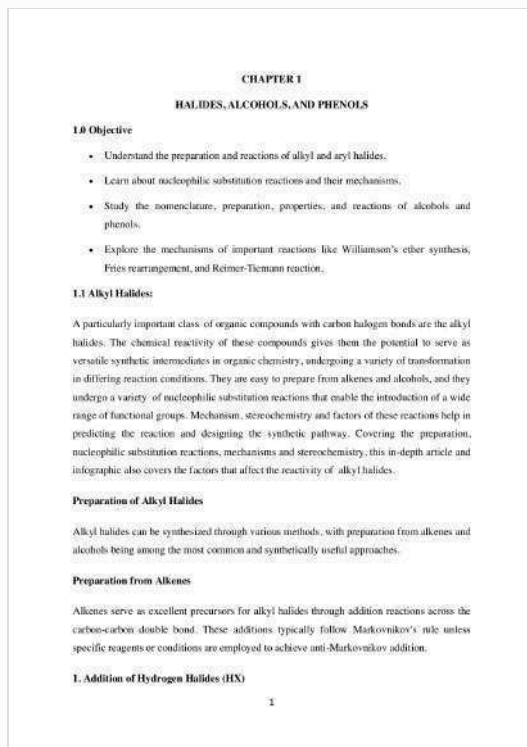 CHAPTER 1
HALIDES, ALCOHOLS, AND PHENOLS
1.0 Objective
• Understand the preparation and reactions of alkyl and aryl halides.
• Learn about nucleophilic substitution reactions and their mechanisms.
• Study the nomenclature, preparation, properties, and reactions of alcohols and
phenols.
• Explore the mechanisms of important reactions like Williamson's ether synthesis,
Fries rearrangement, and Reimer-Tiemann reaction.
1.1 Alkyl Halides:
A particularly important class of organic compounds with carbon halogen bonds are the alkyl
halides. The chemical reactivity of these compounds gives them the potential to serve as
versatile synthetic intermediates in organic chemistry, undergoing a variety of transformation
in differing reaction conditions. They are easy to prepare from alkenes and alcohols, and they
undergo a variety of nucleophilic substitution reactions that enable the introduction of a wide
range of functional groups. Mechanism, stereochemistry and factors of these reactions help in
predicting the reaction and designing the synthetic pathway. Covering the preparation,
nucleophilic substitution reactions, mechanisms and stereochemistry, this in-depth article and
infographic also covers the factors that affect the reactivity of alkyl halides.
Preparation of Alkyl Halides
Alkyl halides can be synthesized through various methods, with preparation from alkenes and
alcohols being among the most common and synthetically useful approaches.
Preparation from Alkenes
Alkenes serve as excellent precursors for alkyl halides through addition reactions across the
carbon-carbon double bond. These additions typically follow Markovnikov's rule unless
specific reagents or conditions are employed to achieve anti-Markovnikov addition.
1. Addition of Hydrogen Halides (HX)
1